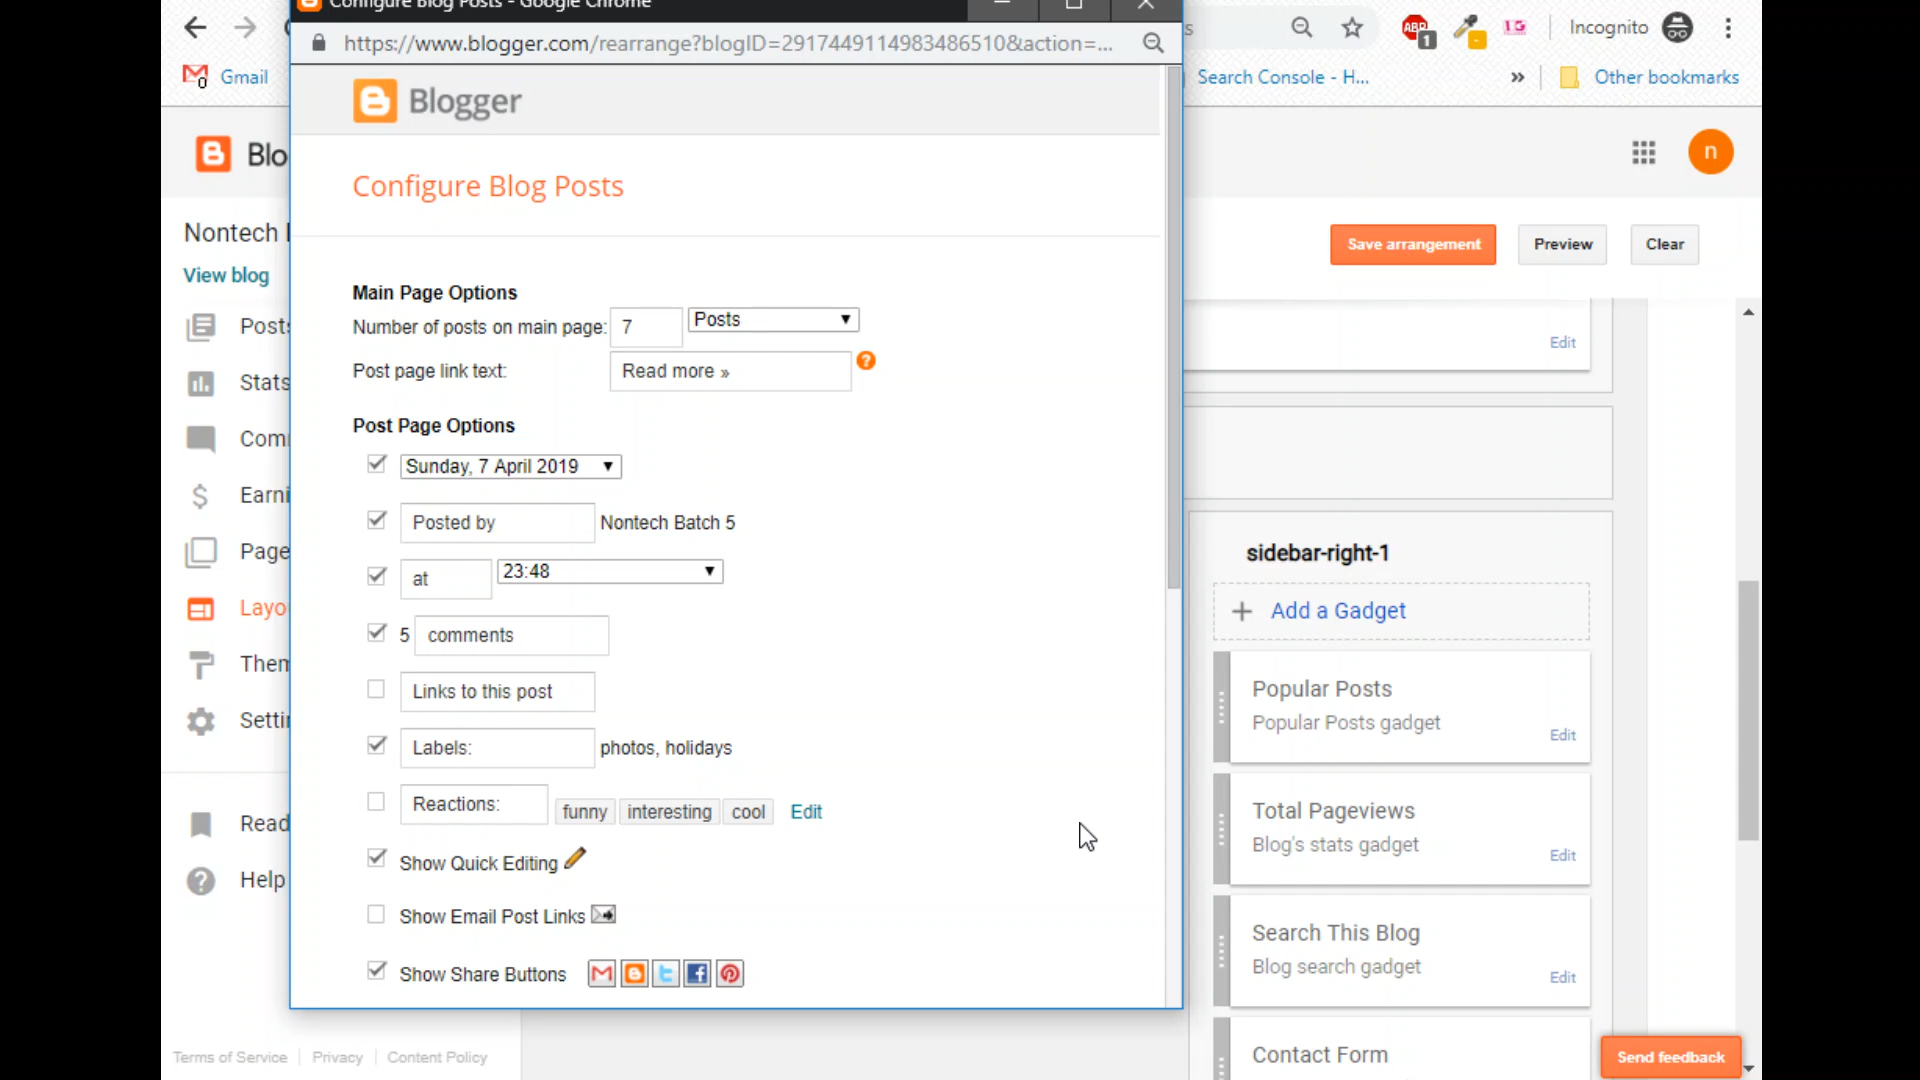 Configure Blog Posts - Google Chrome
https://www.blogger.com/rearrange?blogID=2917449114983486510&action=...
s
ABP 1
Incognito
Gmail
Search Console - H...
»
Other bookmarks
Blogger
Blo
n
Configure Blog Posts
Nontech
View blog
Save arrangement
Preview
Clear
Posts
Stats
Com
Earni
Page
Layo
Them
Settin
Read
Help
Main Page Options
Number of posts on main page: 7 Posts
Post page link text: Read more » ?
Post Page Options
Sunday, 7 April 2019
Posted by Nontech Batch 5
at 23:48
5 comments
Links to this post
Labels: photos, holidays
Reactions: funny interesting cool Edit
Show Quick Editing
Show Email Post Links
Show Share Buttons
Edit
sidebar-right-1
Add a Gadget
Popular Posts
Popular Posts gadget
Edit
Total Pageviews
Blog's stats gadget
Edit
Search This Blog
Blog search gadget
Edit
Contact Form
Terms of Service
Privacy
Content Policy
Send feedback